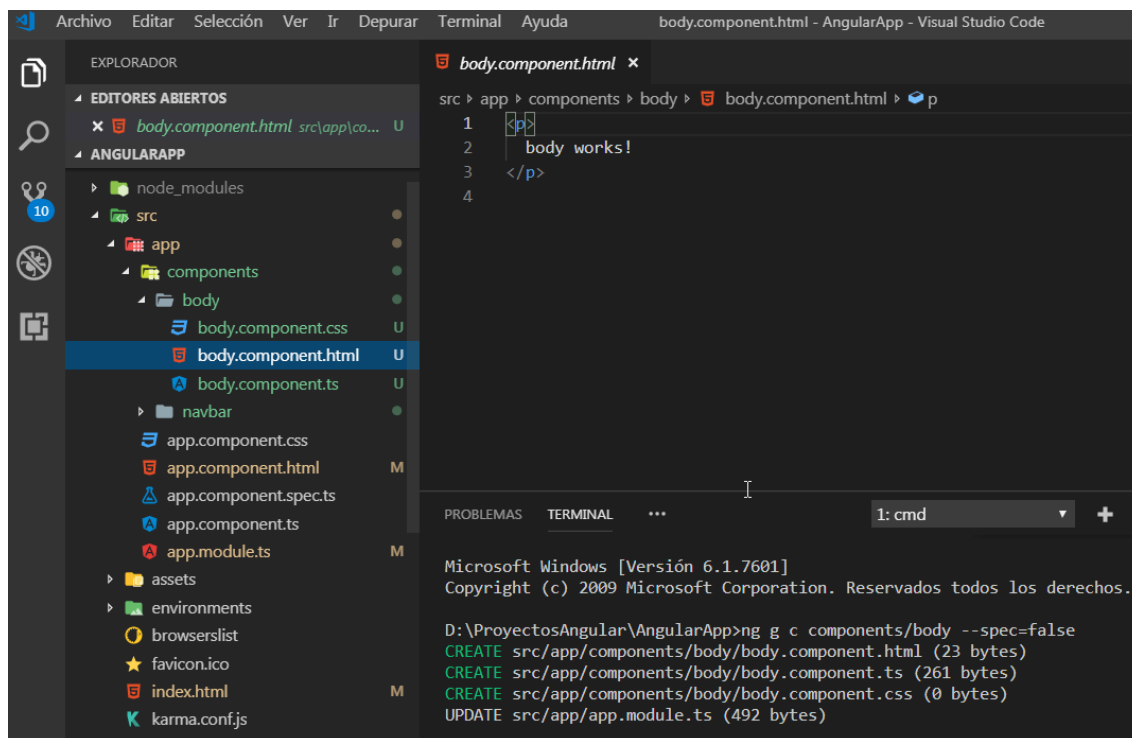 Archivo Editar Selección Ver Ir Depurar Terminal Ayuda body.component.html - AngularApp - Visual Studio Code
EXPLORADOR
EDITORES ABIERTOS
body.component.html src\app\co... U
ANGULARAPP
node_modules
10
src
app
components
body
body.component.css U
body.component.html U
body.component.ts U
navbar
app.component.css
app.component.html M
app.component.spec.ts
app.component.ts
app.module.ts M
assets
environments
browserslist
favicon.ico
index.html M
karma.conf.js
body.component.html ×
src app components body body.component.html p
1 <p>
2 body works!
3 </p>
4
PROBLEMAS TERMINAL ••• 1: cmd
Microsoft Windows [Versión 6.1.7601]
Copyright (c) 2009 Microsoft Corporation. Reservados todos los derechos.
D:\ProyectosAngular\AngularApp>ng g c components/body --spec=false
CREATE src/app/components/body/body.component.html (23 bytes)
CREATE src/app/components/body/body.component.ts (261 bytes)
CREATE src/app/components/body/body.component.css (0 bytes)
UPDATE src/app/app.module.ts (492 bytes)